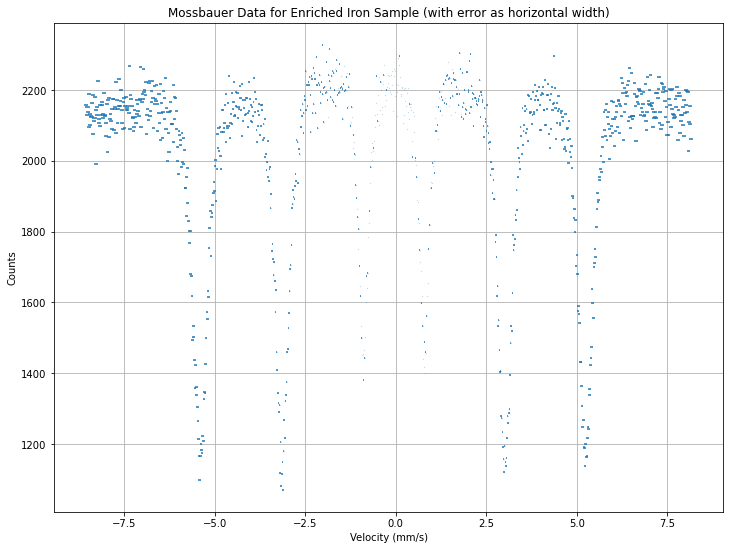 Mossbauer Data for Enriched Iron Sample (with error as horizontal width)
Counts
2200
2000
1800
1600
1400
1200
−7.5 −5.0 −2.5 0.0 2.5 5.0 7.5
Velocity (mm/s)